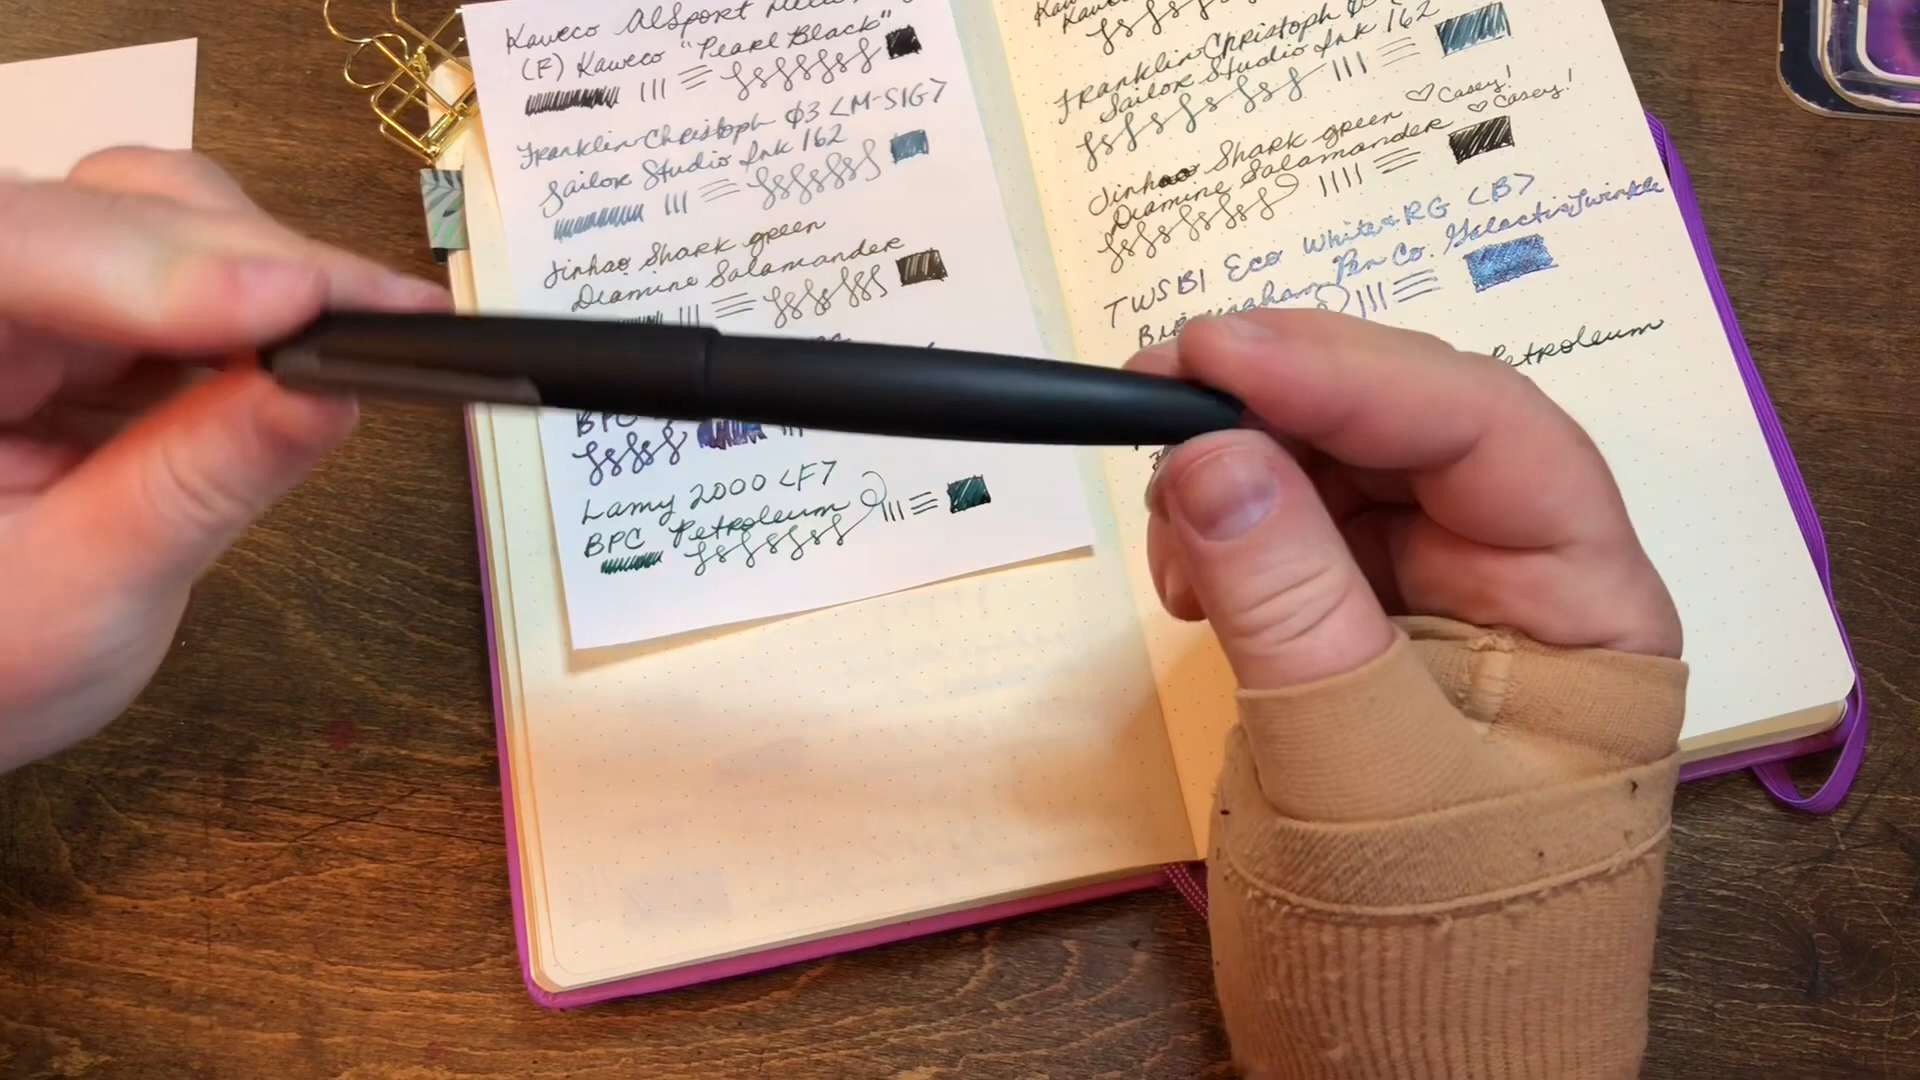 Kaweco AlSport
(F) Kaweco "Pearl Black"
Franklin-Christoph 03 <M-SIG>
Sailor Studio Ink 162
Jinhao Shark green
Diamine Salamander
BPC
Lamy 2000 <F>
BPC Petroleum
Franklin-Christoph
Sailor Studio Ink 162
Jinhao Shark green ♡ Casey!
Diamine Salamander ♡ Casey!
TWSBI Eco White & RG <B>
Birmingham Pen Co. Galactic Twinkle
Petroleum